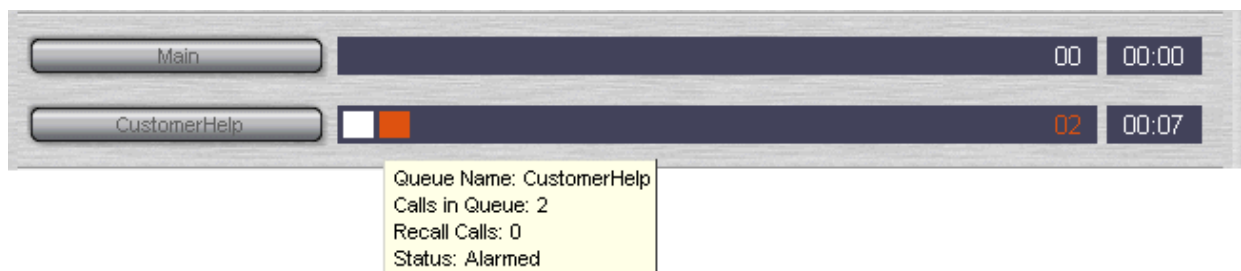 Main 00 00:00
CustomerHelp 02 00:07
Queue Name: CustomerHelp
Calls in Queue: 2
Recall Calls: 0
Status: Alarmed